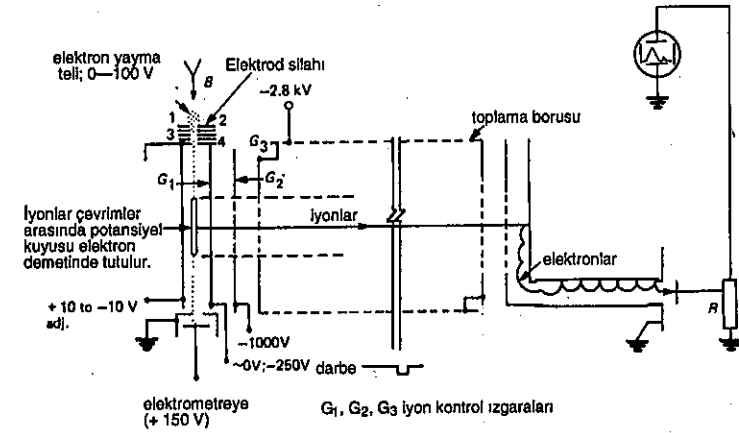 elektron yayma
teli; 0—100 V
B
Elektrod silahı
−2.8 kV
1
2
3
4
G3
toplama borusu
G1
G2
İyonlar çevrimler
arasında potansiyel
kuyusu elektron
demetinde tutulur.
iyonlar
elektronlar
+ 10 to −10 V
adj.
−1000V
~0V;−250V
darbe
R
elektrometreye
(+ 150 V)
G1, G2, G3 iyon kontrol ızgaraları